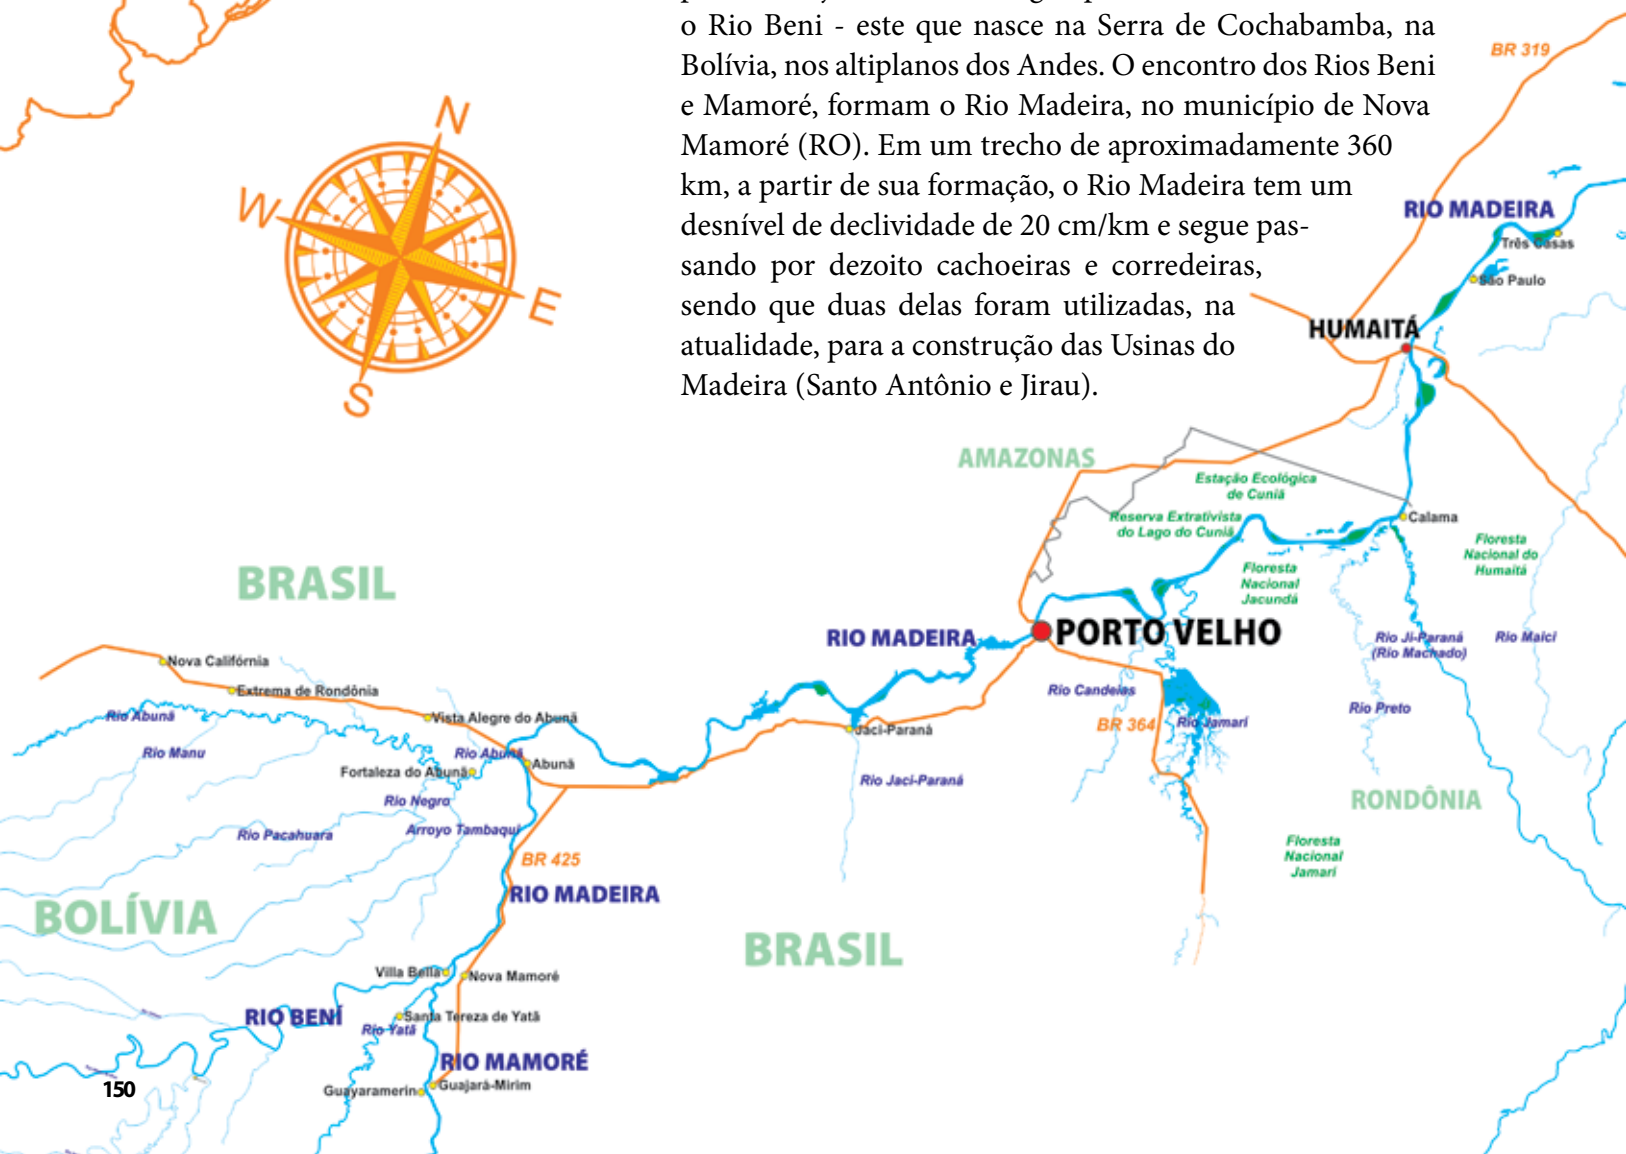 o Rio Beni - este que nasce na Serra de Cochabamba, na
Bolívia, nos altiplanos dos Andes. O encontro dos Rios Beni
e Mamoré, formam o Rio Madeira, no município de Nova
Mamoré (RO). Em um trecho de aproximadamente 360
km, a partir de sua formação, o Rio Madeira tem um
desnível de declividade de 20 cm/km e segue pas-
sando por dezoito cachoeiras e corredeiras,
sendo que duas delas foram utilizadas, na
atualidade, para a construção das Usinas do
Madeira (Santo Antônio e Jirau).
BR 319
N
W
E
S
RIO MADEIRA
Três Casas
São Paulo
HUMAITÁ
AMAZONAS
Estação Ecológica
de Cuniã
Reserva Extrativista
do Lago do Cuniã
Calama
Floresta
Nacional do
Humaitá
Floresta
Nacional
Jacundá
BRASIL
RIO MADEIRA
PORTO VELHO
Rio Ji-Paraná
(Rio Machado)
Rio Maici
Nova Califórnia
Extrema de Rondônia
Rio Candeias
Rio Preto
Rio Abunã
Vista Alegre do Abunã
BR 364
Rio Jamari
Jaci-Paraná
Rio Manu
Rio Abunã
Abunã
Fortaleza do Abunã
Rio Jaci-Paraná
Rio Negro
RONDÔNIA
Rio Pacahuara
Arroyo Tambaqui
BR 425
Floresta
Nacional
Jamari
RIO MADEIRA
BOLÍVIA
BRASIL
Villa Bella
Nova Mamoré
RIO BENÍ
Santa Tereza de Yatã
Rio Yatã
RIO MAMORÉ
150
Guayaramerin
Guajará-Mirim